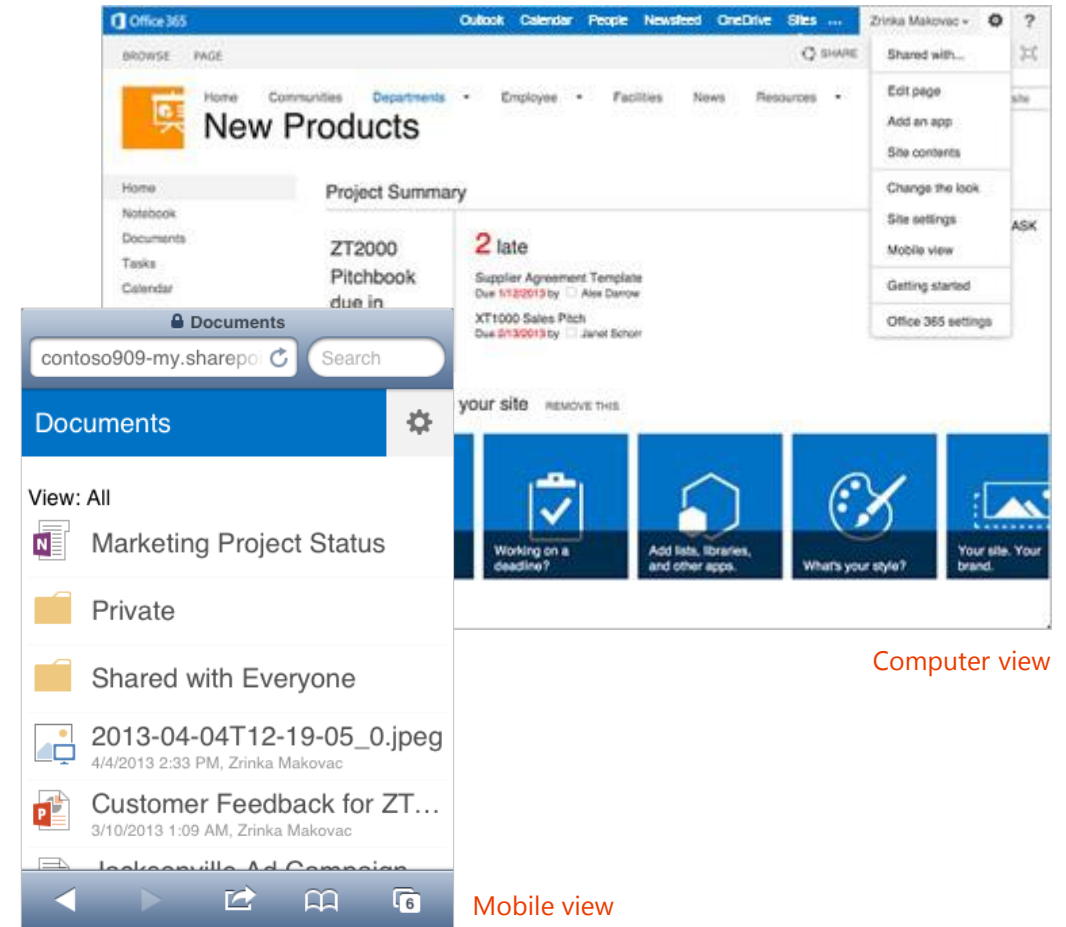 Office 365
Outlook Calendar People Newsfeed OneDrive Sites ... Zrinka Makovac ?
BROWSE PAGE
SHARE
Home Communities Departments Employee Facilities News Resources
New Products
site
Shared with...
Edit page
Add an app
Site contents
Change the look
Site settings
Mobile view
Getting started
Office 365 settings
Home
Notebook
Documents
Tasks
Calendar
Project Summary
ASK
ZT2000
Pitchbook
due in
2 late
Supplier Agreement Template
Due 1/12/2013 by Alex Darrow
XT1000 Sales Pitch
Due 2/13/2013 by Janet Schorr
your site REMOVE THIS
Working on a
deadline?
Add lists, libraries,
and other apps.
What's your style?
Your site. Your
brand.
Computer view
Documents
contoso909-my.sharepoi
Search
Documents
View: All
Marketing Project Status
Private
Shared with Everyone
2013-04-04T12-19-05_0.jpeg
4/4/2013 2:33 PM, Zrinka Makovac
Customer Feedback for ZT...
3/10/2013 1:09 AM, Zrinka Makovac
Jacksonville Ad Campaign
6
Mobile view